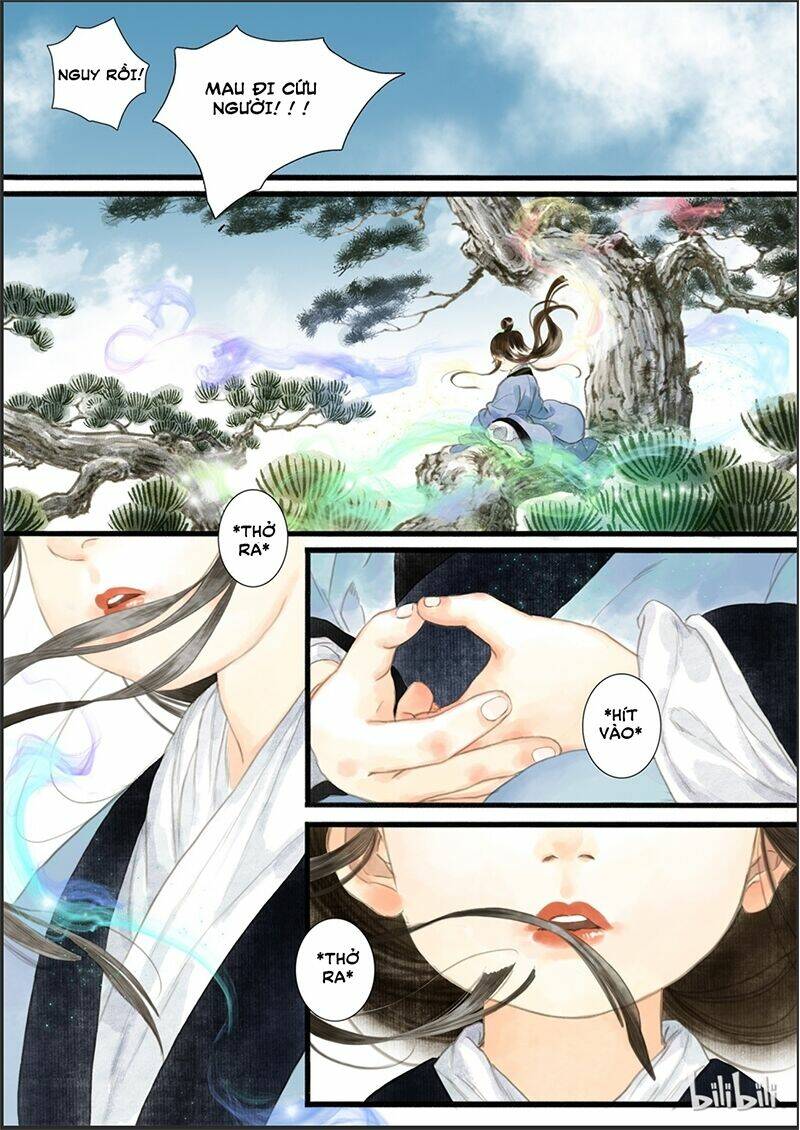 NGUY RỒI!
MAU ĐI CỨU
NGƯỜI!!!
*THỞ
RA*
*HÍT
VÀO*
*THỞ
RA*
bilibili